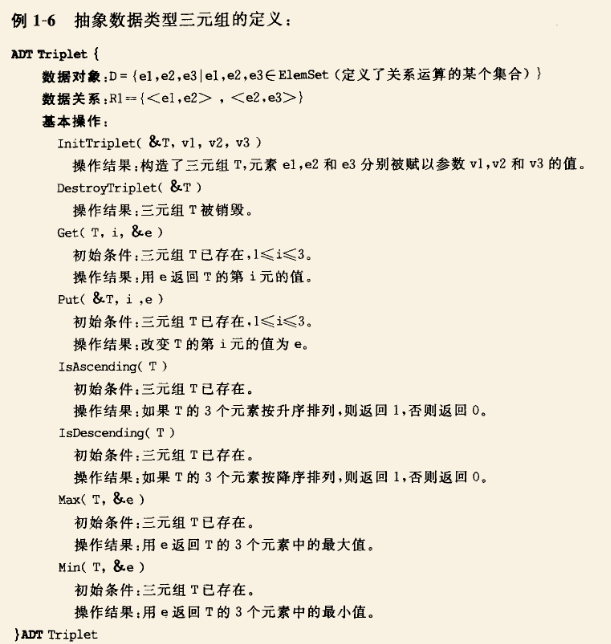 例 1-6 抽象数据类型三元组的定义：
ADT Triplet {
数据对象：D={e1,e2,e3|e1,e2,e3∈ElemSet（定义了关系运算的某个集合）}
数据关系：R1={<e1,e2>，<e2,e3>}
基本操作：
InitTriplet( &T, v1, v2, v3 )
操作结果：构造了三元组 T，元素 e1,e2 和 e3 分别被赋以参数 v1,v2 和 v3 的值。
DestroyTriplet( &T )
操作结果：三元组 T 被销毁。
Get( T, i, &e )
初始条件：三元组 T 已存在，1≤i≤3。
操作结果：用 e 返回 T 的第 i 元的值。
Put( &T, i ,e )
初始条件：三元组 T 已存在，1≤i≤3。
操作结果：改变 T 的第 i 元的值为 e。
IsAscending( T )
初始条件：三元组 T 已存在。
操作结果：如果 T 的 3 个元素按升序排列，则返回 1，否则返回 0。
IsDescending( T )
初始条件：三元组 T 已存在。
操作结果：如果 T 的 3 个元素按降序排列，则返回 1，否则返回 0。
Max( T, &e )
初始条件：三元组 T 已存在。
操作结果：用 e 返回 T 的 3 个元素中的最大值。
Min( T, &e )
初始条件：三元组 T 已存在。
操作结果：用 e 返回 T 的 3 个元素中的最小值。
}ADT Triplet